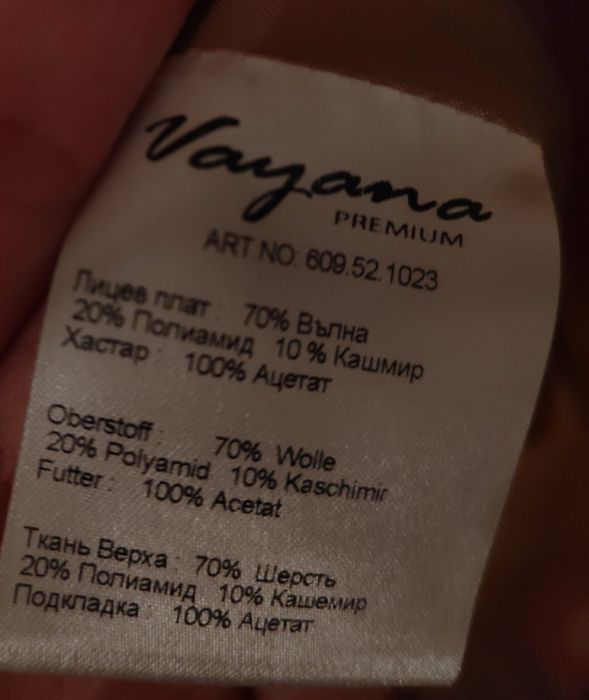 Vayana
PREMIUM
ART.NO: 609.52.1023
Лицев плат : 70% Вълна
20% Полиамид 10 % Кашмир
Хастар : 100% Ацетат
Oberstoff : 70% Wolle
20% Polyamid 10% Kaschimir
Futter : 100% Acetat
Ткань Верха : 70% Шерсть
20% Полиамид 10% Кашемир
Подкладка : 100% Ацетат